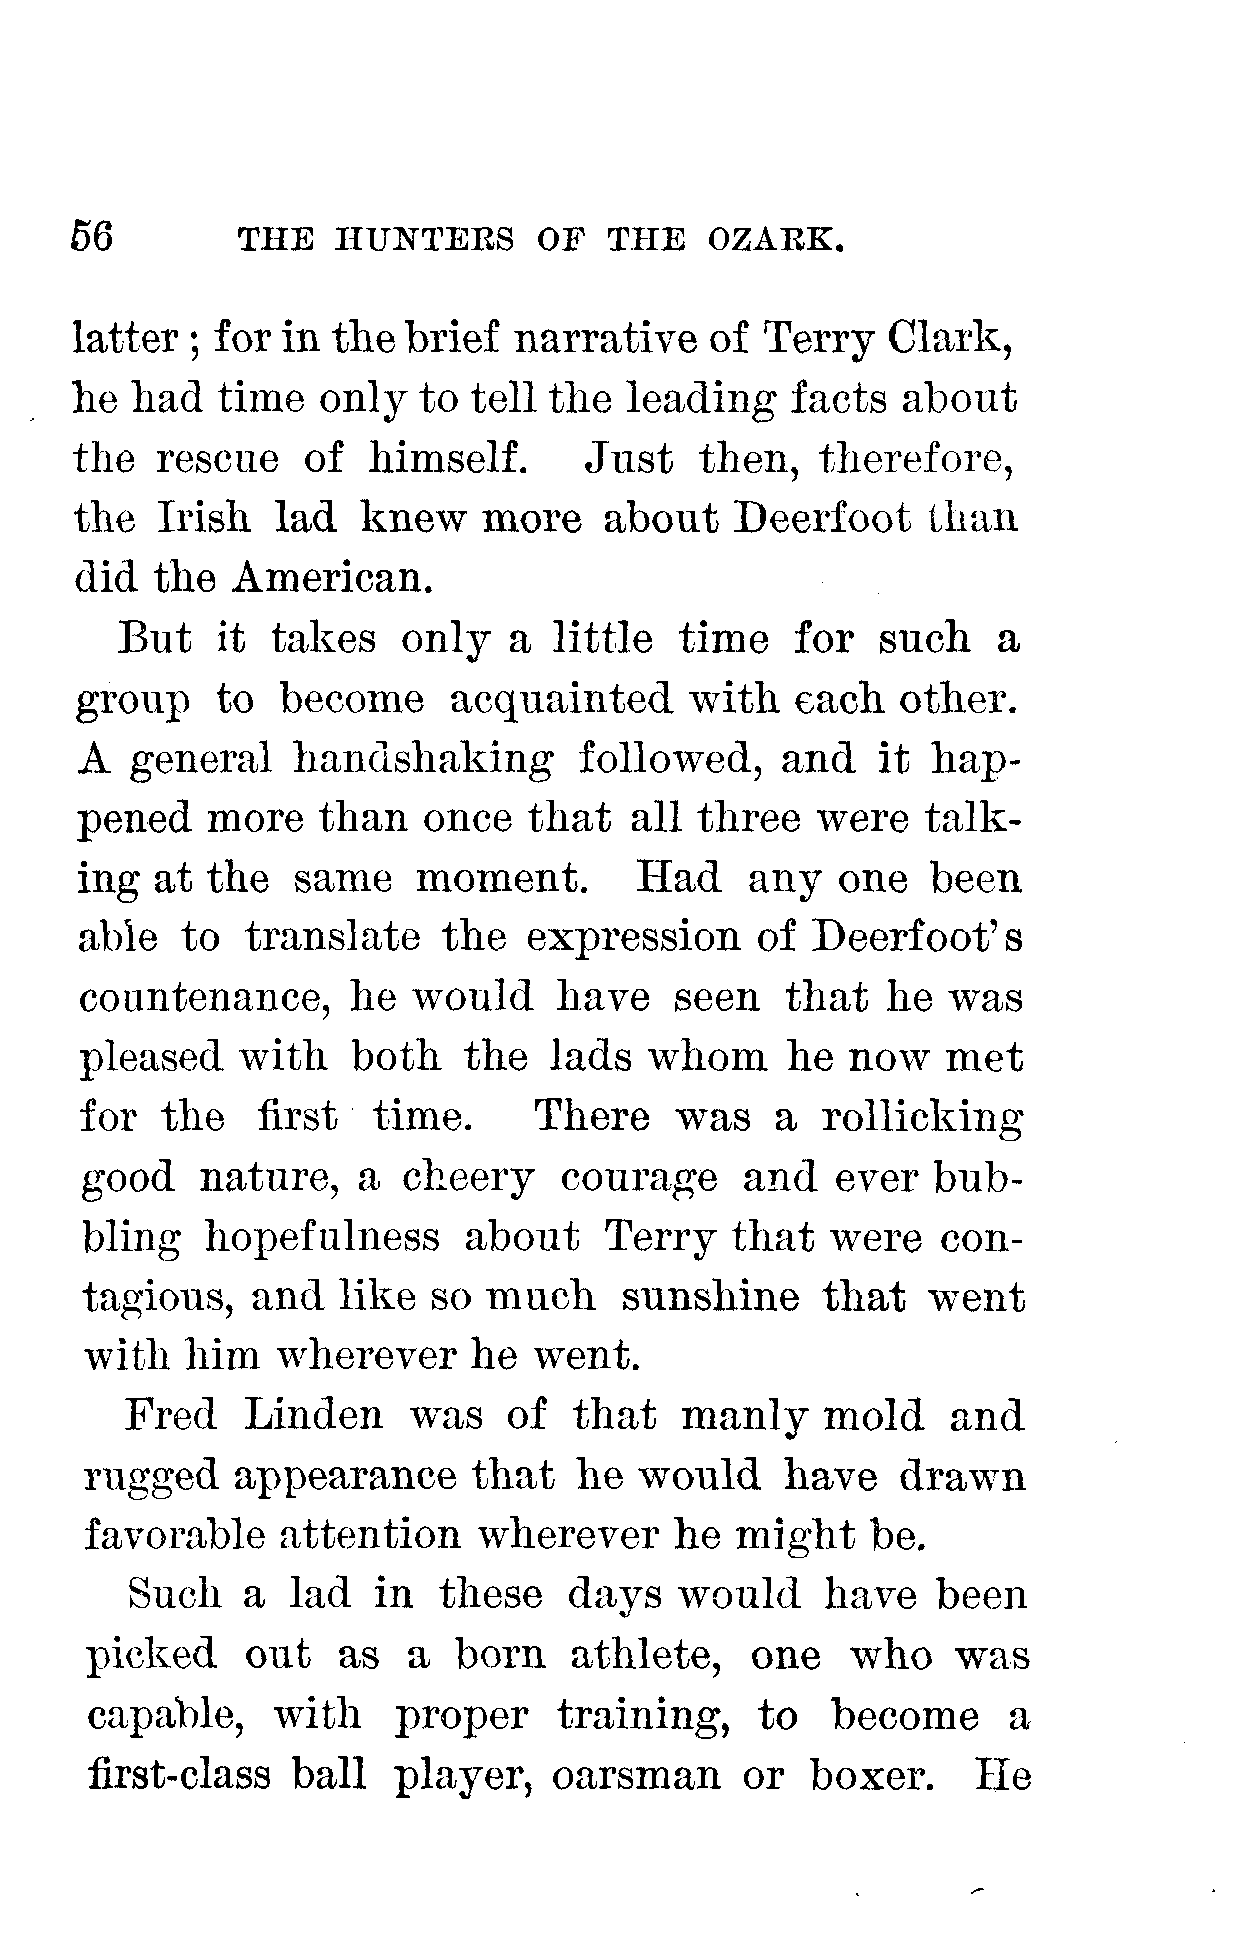 56 THE HUNTERS OF THE OZARK.
latter; for in the brief narrative of Terry Clark,
he had time only to tell the leading facts about
the rescue of himself. Just then, therefore,
the Irish lad knew more about Deerfoot than
did the American.
But it takes only a little time for such a
group to become acquainted with each other.
A general handshaking followed, and it hap-
pened more than once that all three were talk-
ing at the same moment. Had any one been
able to translate the expression of Deerfoot's
countenance, he would have seen that he was
pleased with both the lads whom he now met
for the first time. There was a rollicking
good nature, a cheery courage and ever bub-
bling hopefulness about Terry that were con-
tagious, and like so much sunshine that went
with him wherever he went.
Fred Linden was of that manly mold and
rugged appearance that he would have drawn
favorable attention wherever he might be.
Such a lad in these days would have been
picked out as a born athlete, one who was
capable, with proper training, to become a
first-class ball player, oarsman or boxer. He